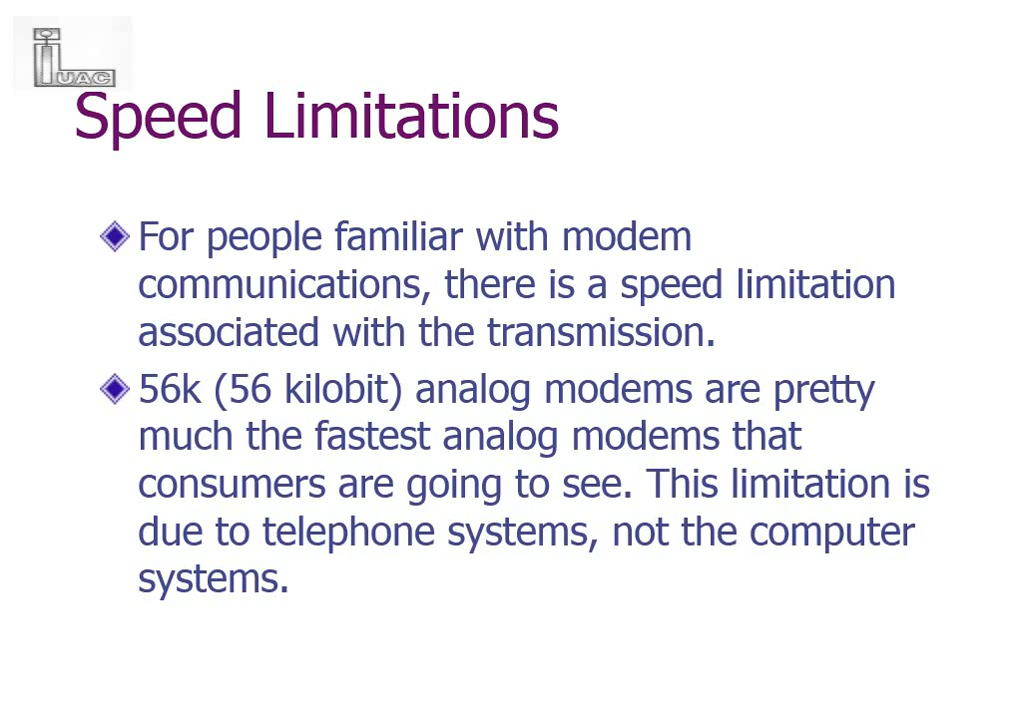 UAC
Speed Limitations
For people familiar with modem
communications, there is a speed limitation
associated with the transmission.
56k (56 kilobit) analog modems are pretty
much the fastest analog modems that
consumers are going to see. This limitation is
due to telephone systems, not the computer
systems.